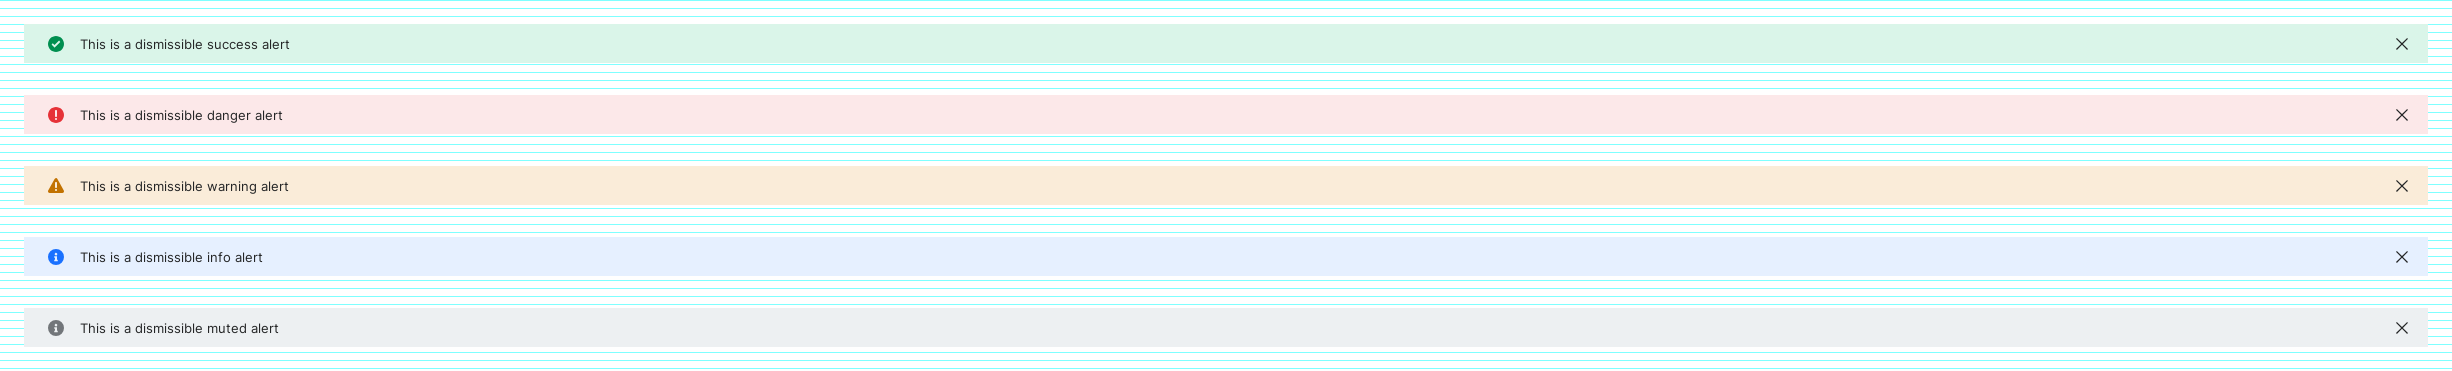 This is a dismissible success alert
This is a dismissible danger alert
This is a dismissible warning alert
This is a dismissible info alert
This is a dismissible muted alert